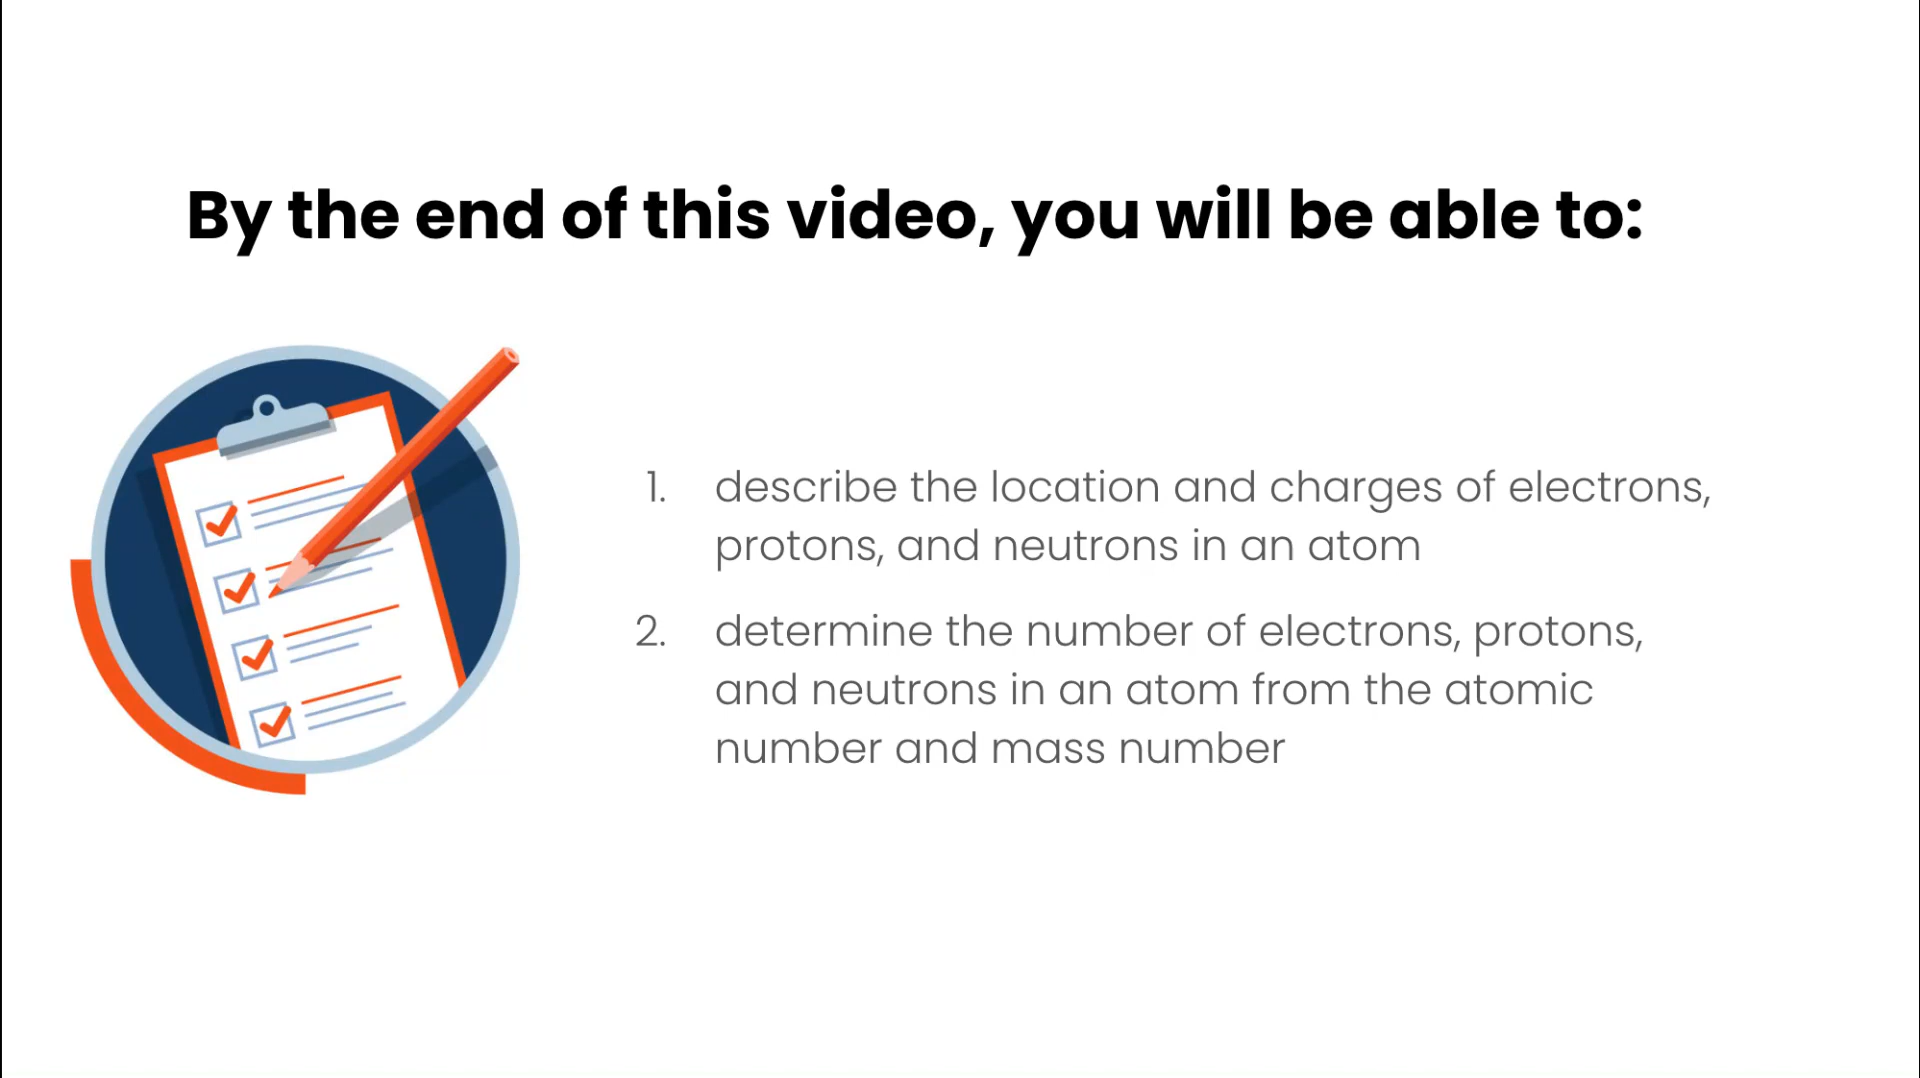 By the end of this video, you will be able to:
1. describe the location and charges of electrons,
protons, and neutrons in an atom
2. determine the number of electrons, protons,
and neutrons in an atom from the atomic
number and mass number